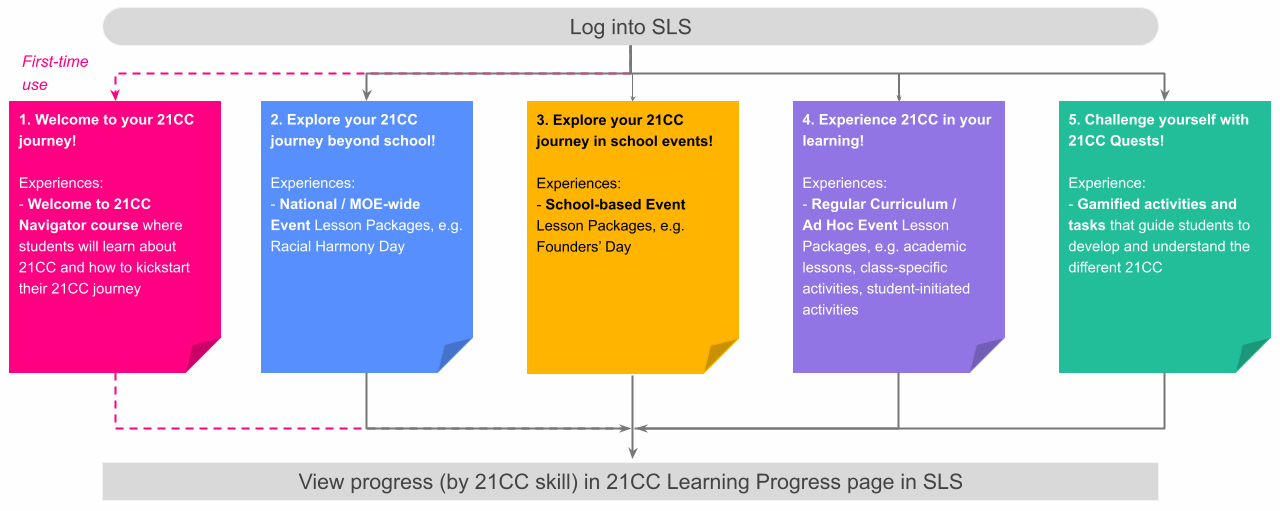 Log into SLS
First-time
use
1. Welcome to your 21CC
journey!
Experiences:
- Welcome to 21CC
Navigator course where
students will learn about
21CC and how to kickstart
their 21CC journey
2. Explore your 21CC
journey beyond school!
Experiences:
- National / MOE-wide
Event Lesson Packages, e.g.
Racial Harmony Day
3. Explore your 21CC
journey in school events!
Experiences:
- School-based Event
Lesson Packages, e.g.
Founders’ Day
4. Experience 21CC in your
learning!
Experiences:
- Regular Curriculum /
Ad Hoc Event Lesson
Packages, e.g. academic
lessons, class-specific
activities, student-initiated
activities
5. Challenge yourself with
21CC Quests!
Experience:
- Gamified activities and
tasks that guide students to
develop and understand the
different 21CC
View progress (by 21CC skill) in 21CC Learning Progress page in SLS